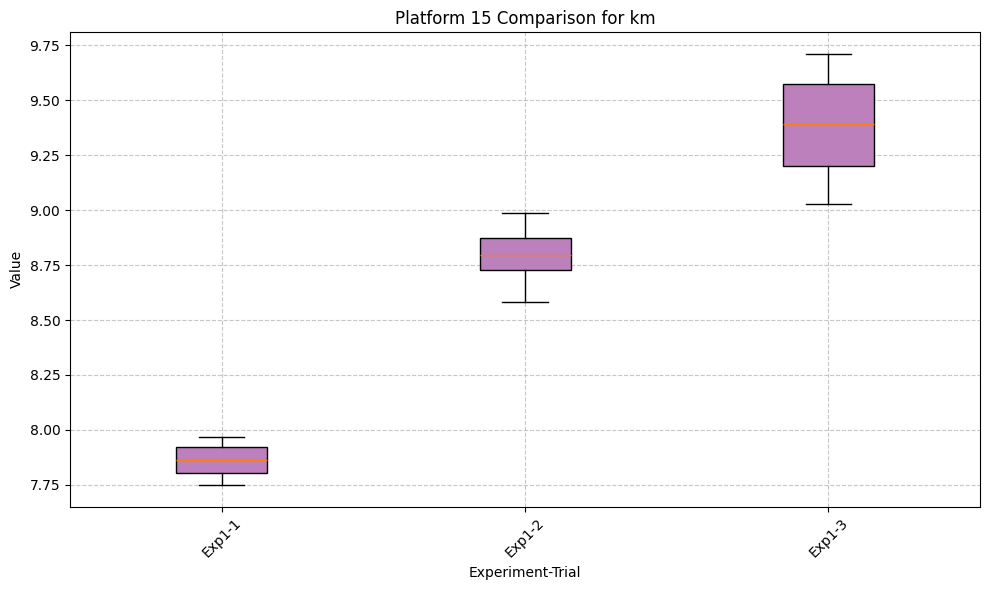 Platform 15 Comparison for km
Value
9.75
9.50
9.25
9.00
8.75
8.50
8.25
8.00
7.75
Exp1-1
Exp1-2
Exp1-3
Experiment-Trial